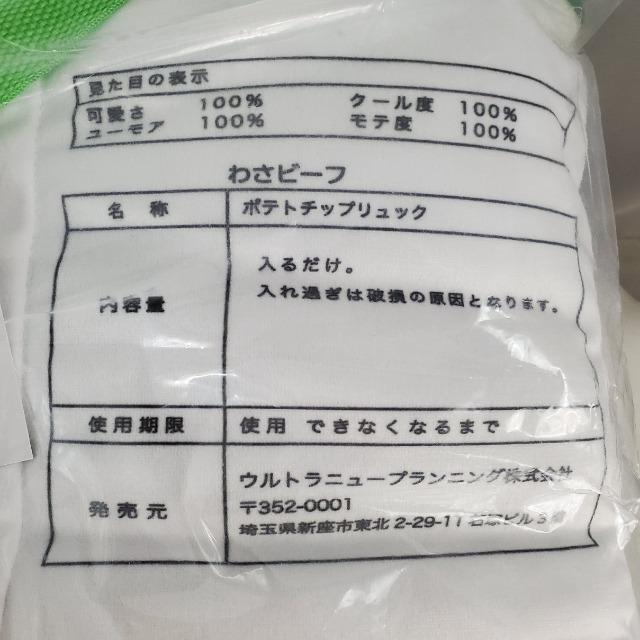 見た目の表示
可愛さ 100% クール度 100%
ユーモア 100% モテ度 100%
わさビーフ
名称 ポテトチップリュック
内容量 入るだけ。
入れ過ぎは破損の原因となります。
使用期限 使用 できなくなるまで
発売元 ウルトラニュープランニング株式会社
〒352-0001
埼玉県新座市東北 2-29-11